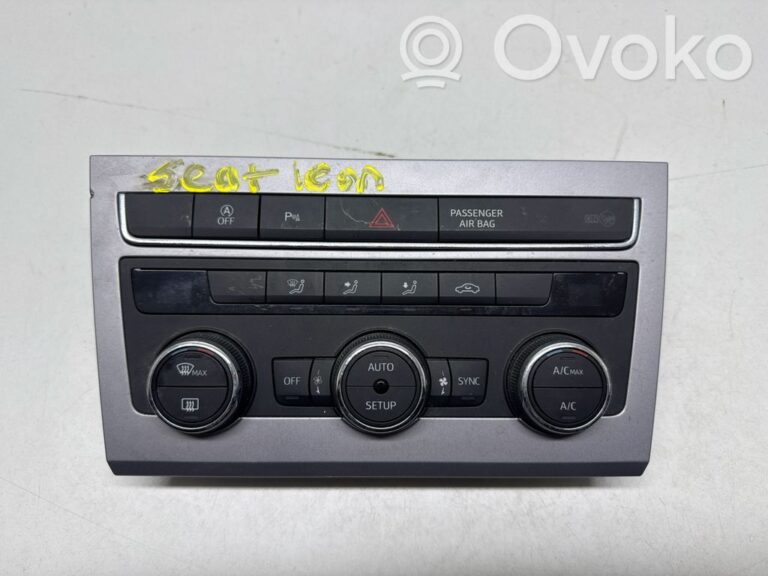 Ovoko
seat leon
A OFF
P
PASSENGER AIR BAG
MAX
OFF
AUTO
SETUP
SYNC
A/C MAX
A/C